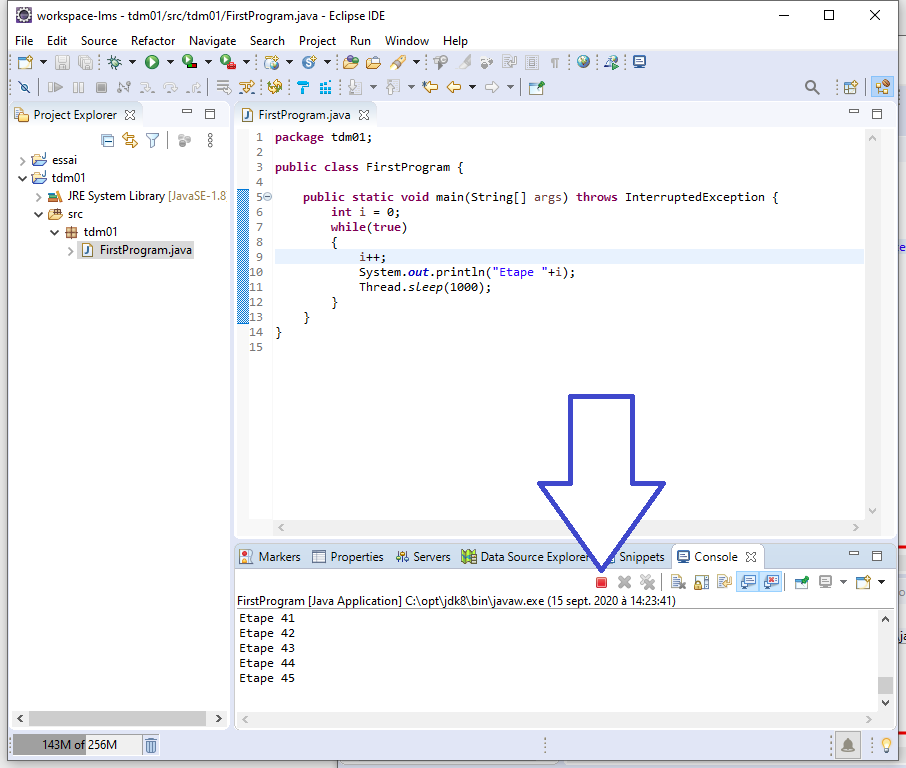 workspace-lms - tdm01/src/tdm01/FirstProgram.java - Eclipse IDE
File Edit Source Refactor Navigate Search Project Run Window Help
Project Explorer
essai
tdm01
JRE System Library [JavaSE-1.8
src
tdm01
FirstProgram.java
FirstProgram.java
1 package tdm01;
2
3 public class FirstProgram {
4
5 public static void main(String[] args) throws InterruptedException {
6 int i = 0;
7 while(true)
8 {
9 i++;
10 System.out.println("Etape "+i);
11 Thread.sleep(1000);
12 }
13 }
14 }
15
Markers Properties Servers Data Source Explorer Snippets Console
FirstProgram [Java Application] C:\opt\jdk8\bin\javaw.exe (15 sept. 2020 à 14:23:41)
Etape 41
Etape 42
Etape 43
Etape 44
Etape 45
143M of 256M